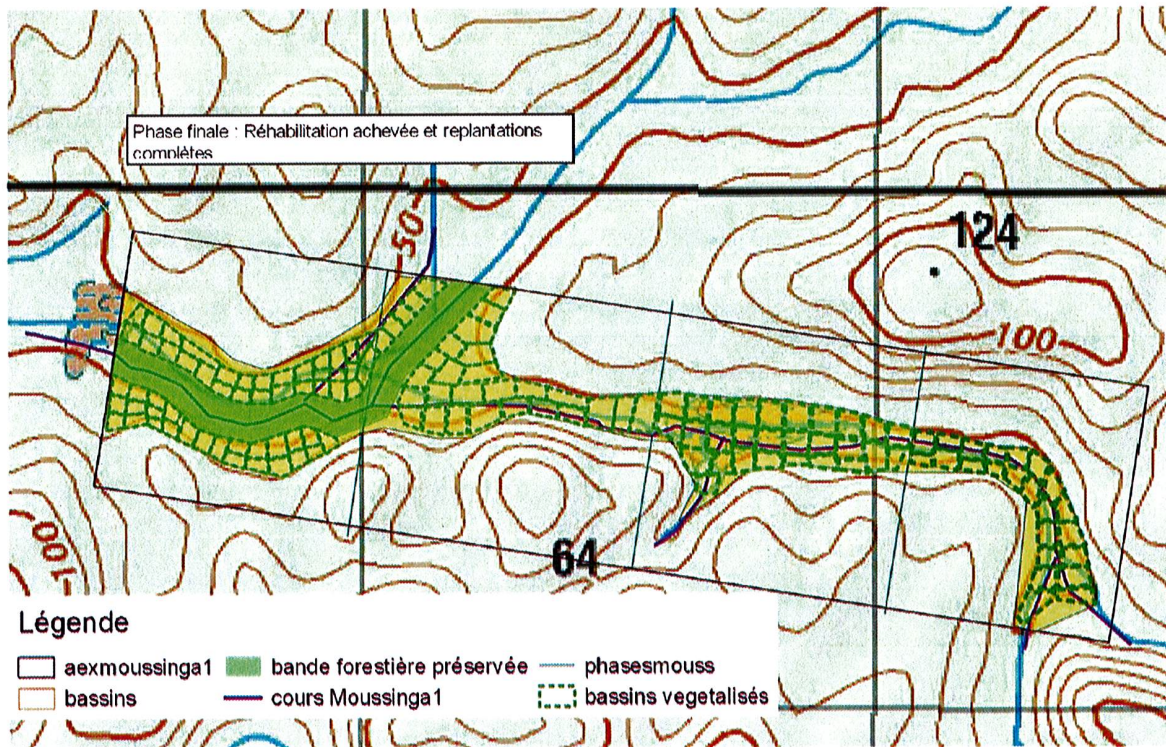 Phase finale : Réhabilitation achevée et replantations
complètes
124
50
100
64
100
Légende
aexmoussinga1
bande forestière préservée
phasesmouss
bassins
cours Moussinga1
bassins vegetalisés